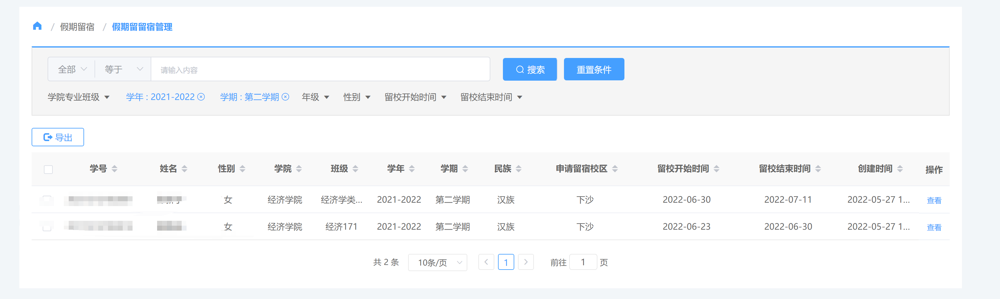 / 假期留宿 / 假期留留宿管理
全部 等于 请输入内容 搜索 重置条件
学院专业班级 学年 : 2021-2022 学期 : 第二学期 年级 性别 留校开始时间 留校结束时间
导出
学号 姓名 性别 学院 班级 学年 学期 民族 申请留宿校区 留校开始时间 留校结束时间 创建时间 操作
女 经济学院 经济学类... 2021-2022 第二学期 汉族 下沙 2022-06-30 2022-07-11 2022-05-27 1... 查看
女 经济学院 经济171 2021-2022 第二学期 汉族 下沙 2022-06-23 2022-06-30 2022-05-27 1... 查看
共 2 条 10条/页 1 前往 1 页